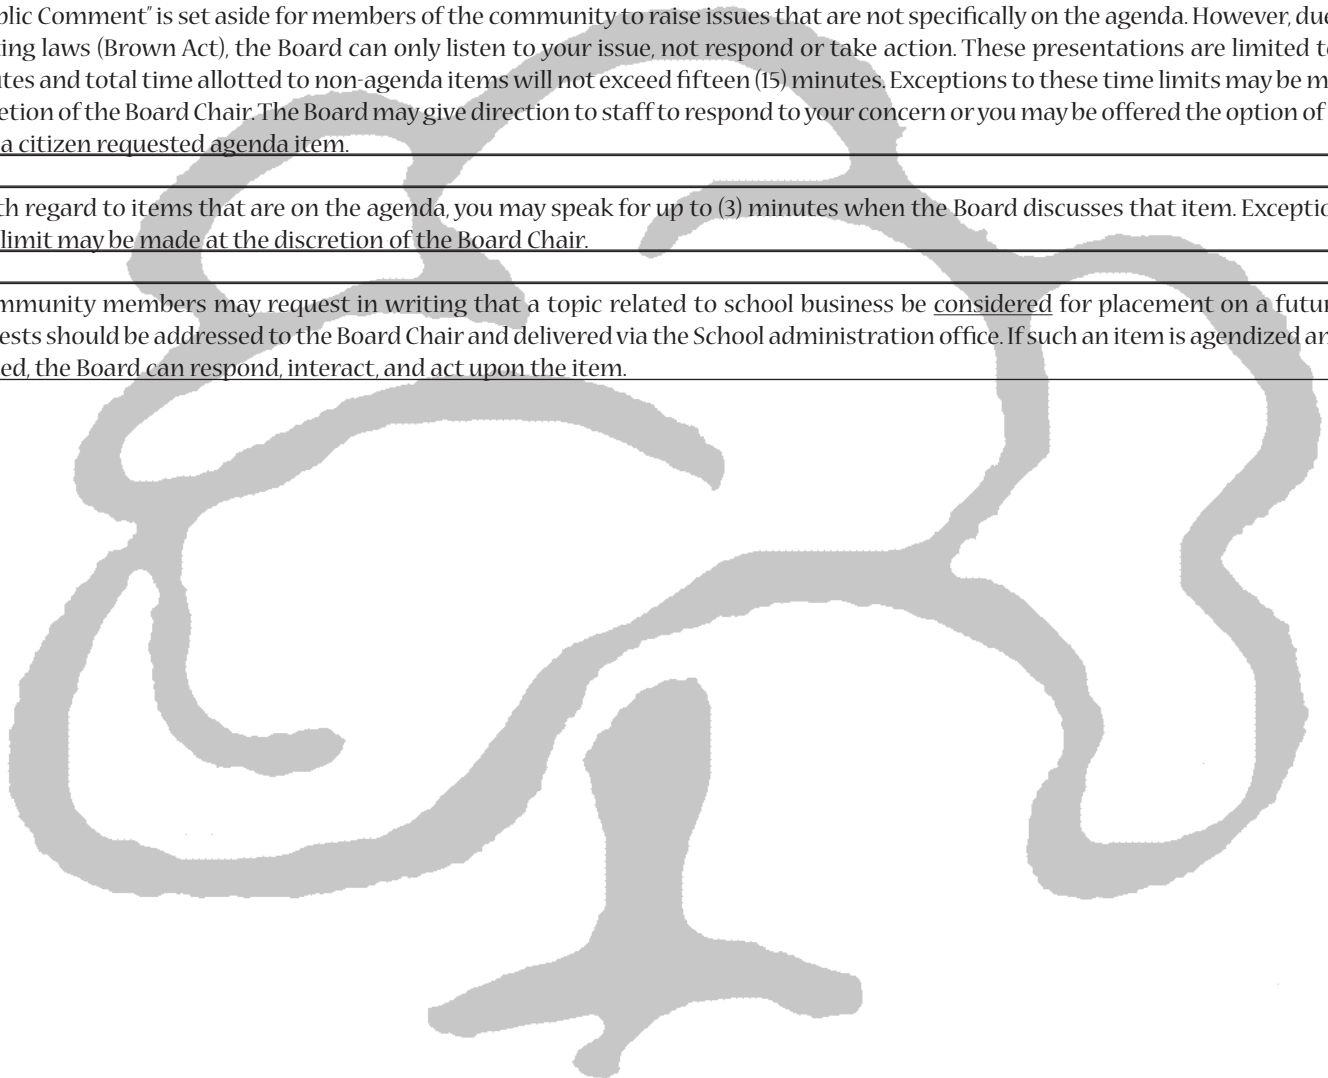 blic Comment" is set aside for members of the community to raise issues that are not specifically on the agenda. However, due
ing laws (Brown Act), the Board can only listen to your issue, not respond or take action. These presentations are limited t
tes and total time allotted to non-agenda items will not exceed fifteen (15) minutes. Exceptions to these time limits may be m
etion of the Board Chair. The Board may give direction to staff to respond to your concern or you may be offered the option of
a citizen requested agenda item.
th regard to items that are on the agenda, you may speak for up to (3) minutes when the Board discusses that item. Exceptio
limit may be made at the discretion of the Board Chair.
mmunity members may request in writing that a topic related to school business be considered for placement on a futur
ests should be addressed to the Board Chair and delivered via the School administration office. If such an item is agendized an
ed, the Board can respond, interact, and act upon the item.